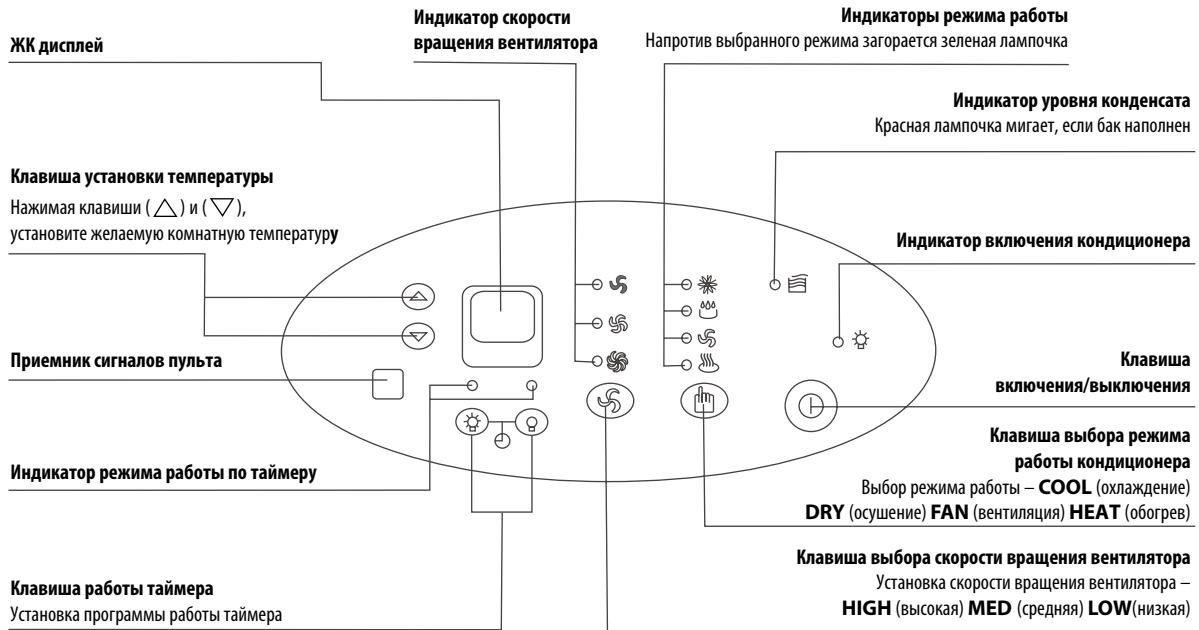 ЖК дисплей
Индикатор скорости
вращения вентилятора
Индикаторы режима работы
Напротив выбранного режима загорается зеленая лампочка
Индикатор уровня конденсата
Красная лампочка мигает, если бак наполнен
Клавиша установки температуры
Нажимая клавиши ( △ ) и ( ▽ ),
установите желаемую комнатную температуру
Индикатор включения кондиционера
Приемник сигналов пульта
Клавиша
включения/выключения
Индикатор режима работы по таймеру
Клавиша выбора режима
работы кондиционера
Выбор режима работы – COOL (охлаждение)
DRY (осушение) FAN (вентиляция) HEAT (обогрев)
Клавиша работы таймера
Установка программы работы таймера
Клавиша выбора скорости вращения вентилятора
Установка скорости вращения вентилятора –
HIGH (высокая) MED (средняя) LOW(низкая)